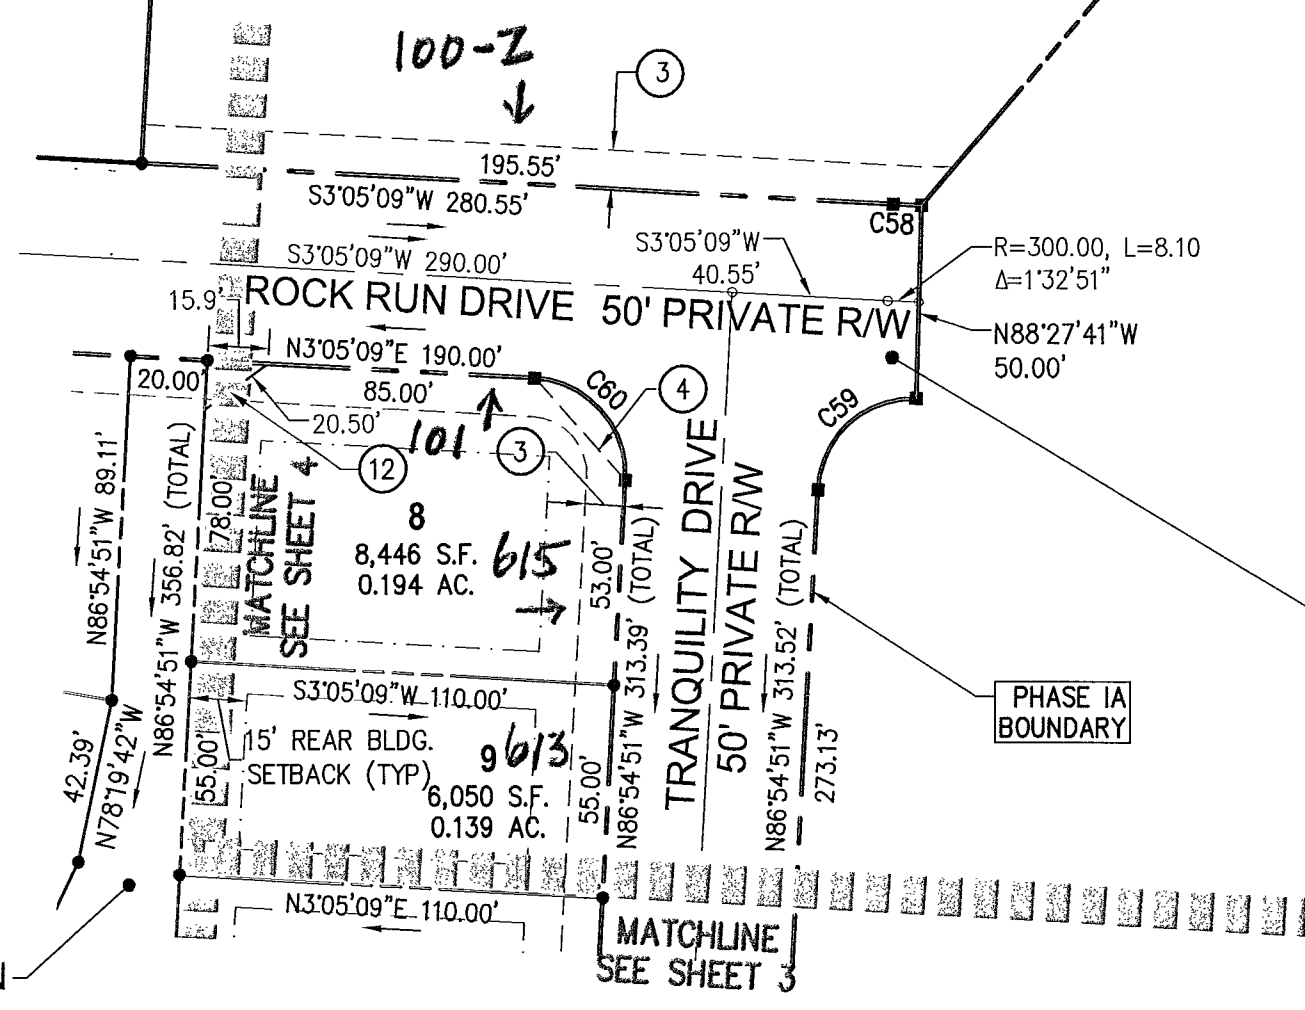 100-Z
3
195.55'
S3°05'09"W 280.55'
C58
S3°05'09"W
40.55'
R=300.00, L=8.10
Δ=1°32'51"
S3°05'09"W 290.00'
15.9'
ROCK RUN DRIVE 50' PRIVATE R/W
N88°27'41"W
50.00'
N3°05'09"E 190.00'
20.00'
85.00'
C60
4
C59
20.50'
101
3
12
N86°54'51"W 89.11'
N86°54'51"W 356.82' (TOTAL)
78.00'
MATCHLINE
SEE SHEET 4
8
8,446 S.F.
0.194 AC.
615
53.00'
N86°54'51"W 313.39' (TOTAL)
TRANQUILITY DRIVE
50' PRIVATE R/W
N86°54'51"W 313.52' (TOTAL)
273.13'
PHASE IA
BOUNDARY
S3°05'09"W 110.00'
42.39'
N78°19'42"W
55.00'
15' REAR BLDG.
SETBACK (TYP)
9
613
6,050 S.F.
0.139 AC.
55.00'
N3°05'09"E 110.00'
MATCHLINE
SEE SHEET 3